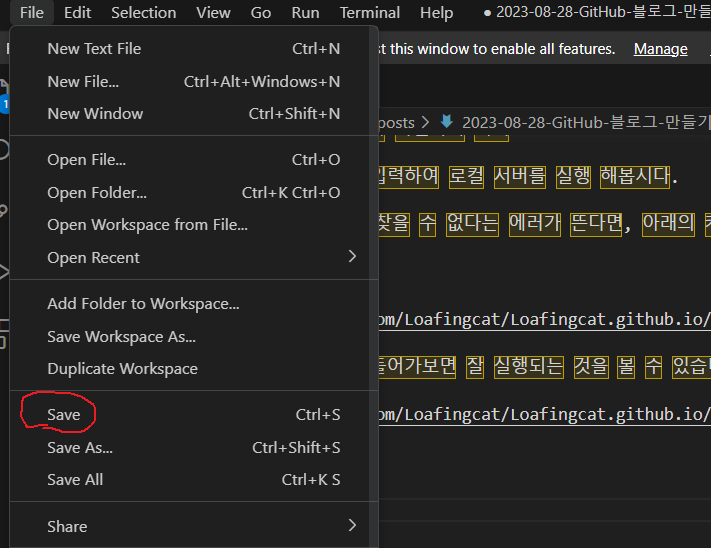 File Edit Selection View Go Run Terminal Help ● 2023-08-28-GitHub-블로그-만들
New Text File Ctrl+N
st this window to enable all features. Manage
New File... Ctrl+Alt+Windows+N
1
New Window Ctrl+Shift+N
posts > 2023-08-28-GitHub-블로그-만들기
Open File... Ctrl+O
입력하여 로컬 서버를 실행 해봅시다.
Open Folder... Ctrl+K Ctrl+O
찾을 수 없다는 에러가 뜬다면, 아래의
Open Workspace from File...
Open Recent >
Add Folder to Workspace...
om/Loafingcat/Loafingcat.github.io/
Save Workspace As...
Duplicate Workspace
들어가보면 잘 실행되는 것을 볼 수 있습
Save Ctrl+S
om/Loafingcat/Loafingcat.github.io/
Save As... Ctrl+Shift+S
Save All Ctrl+K S
Share >